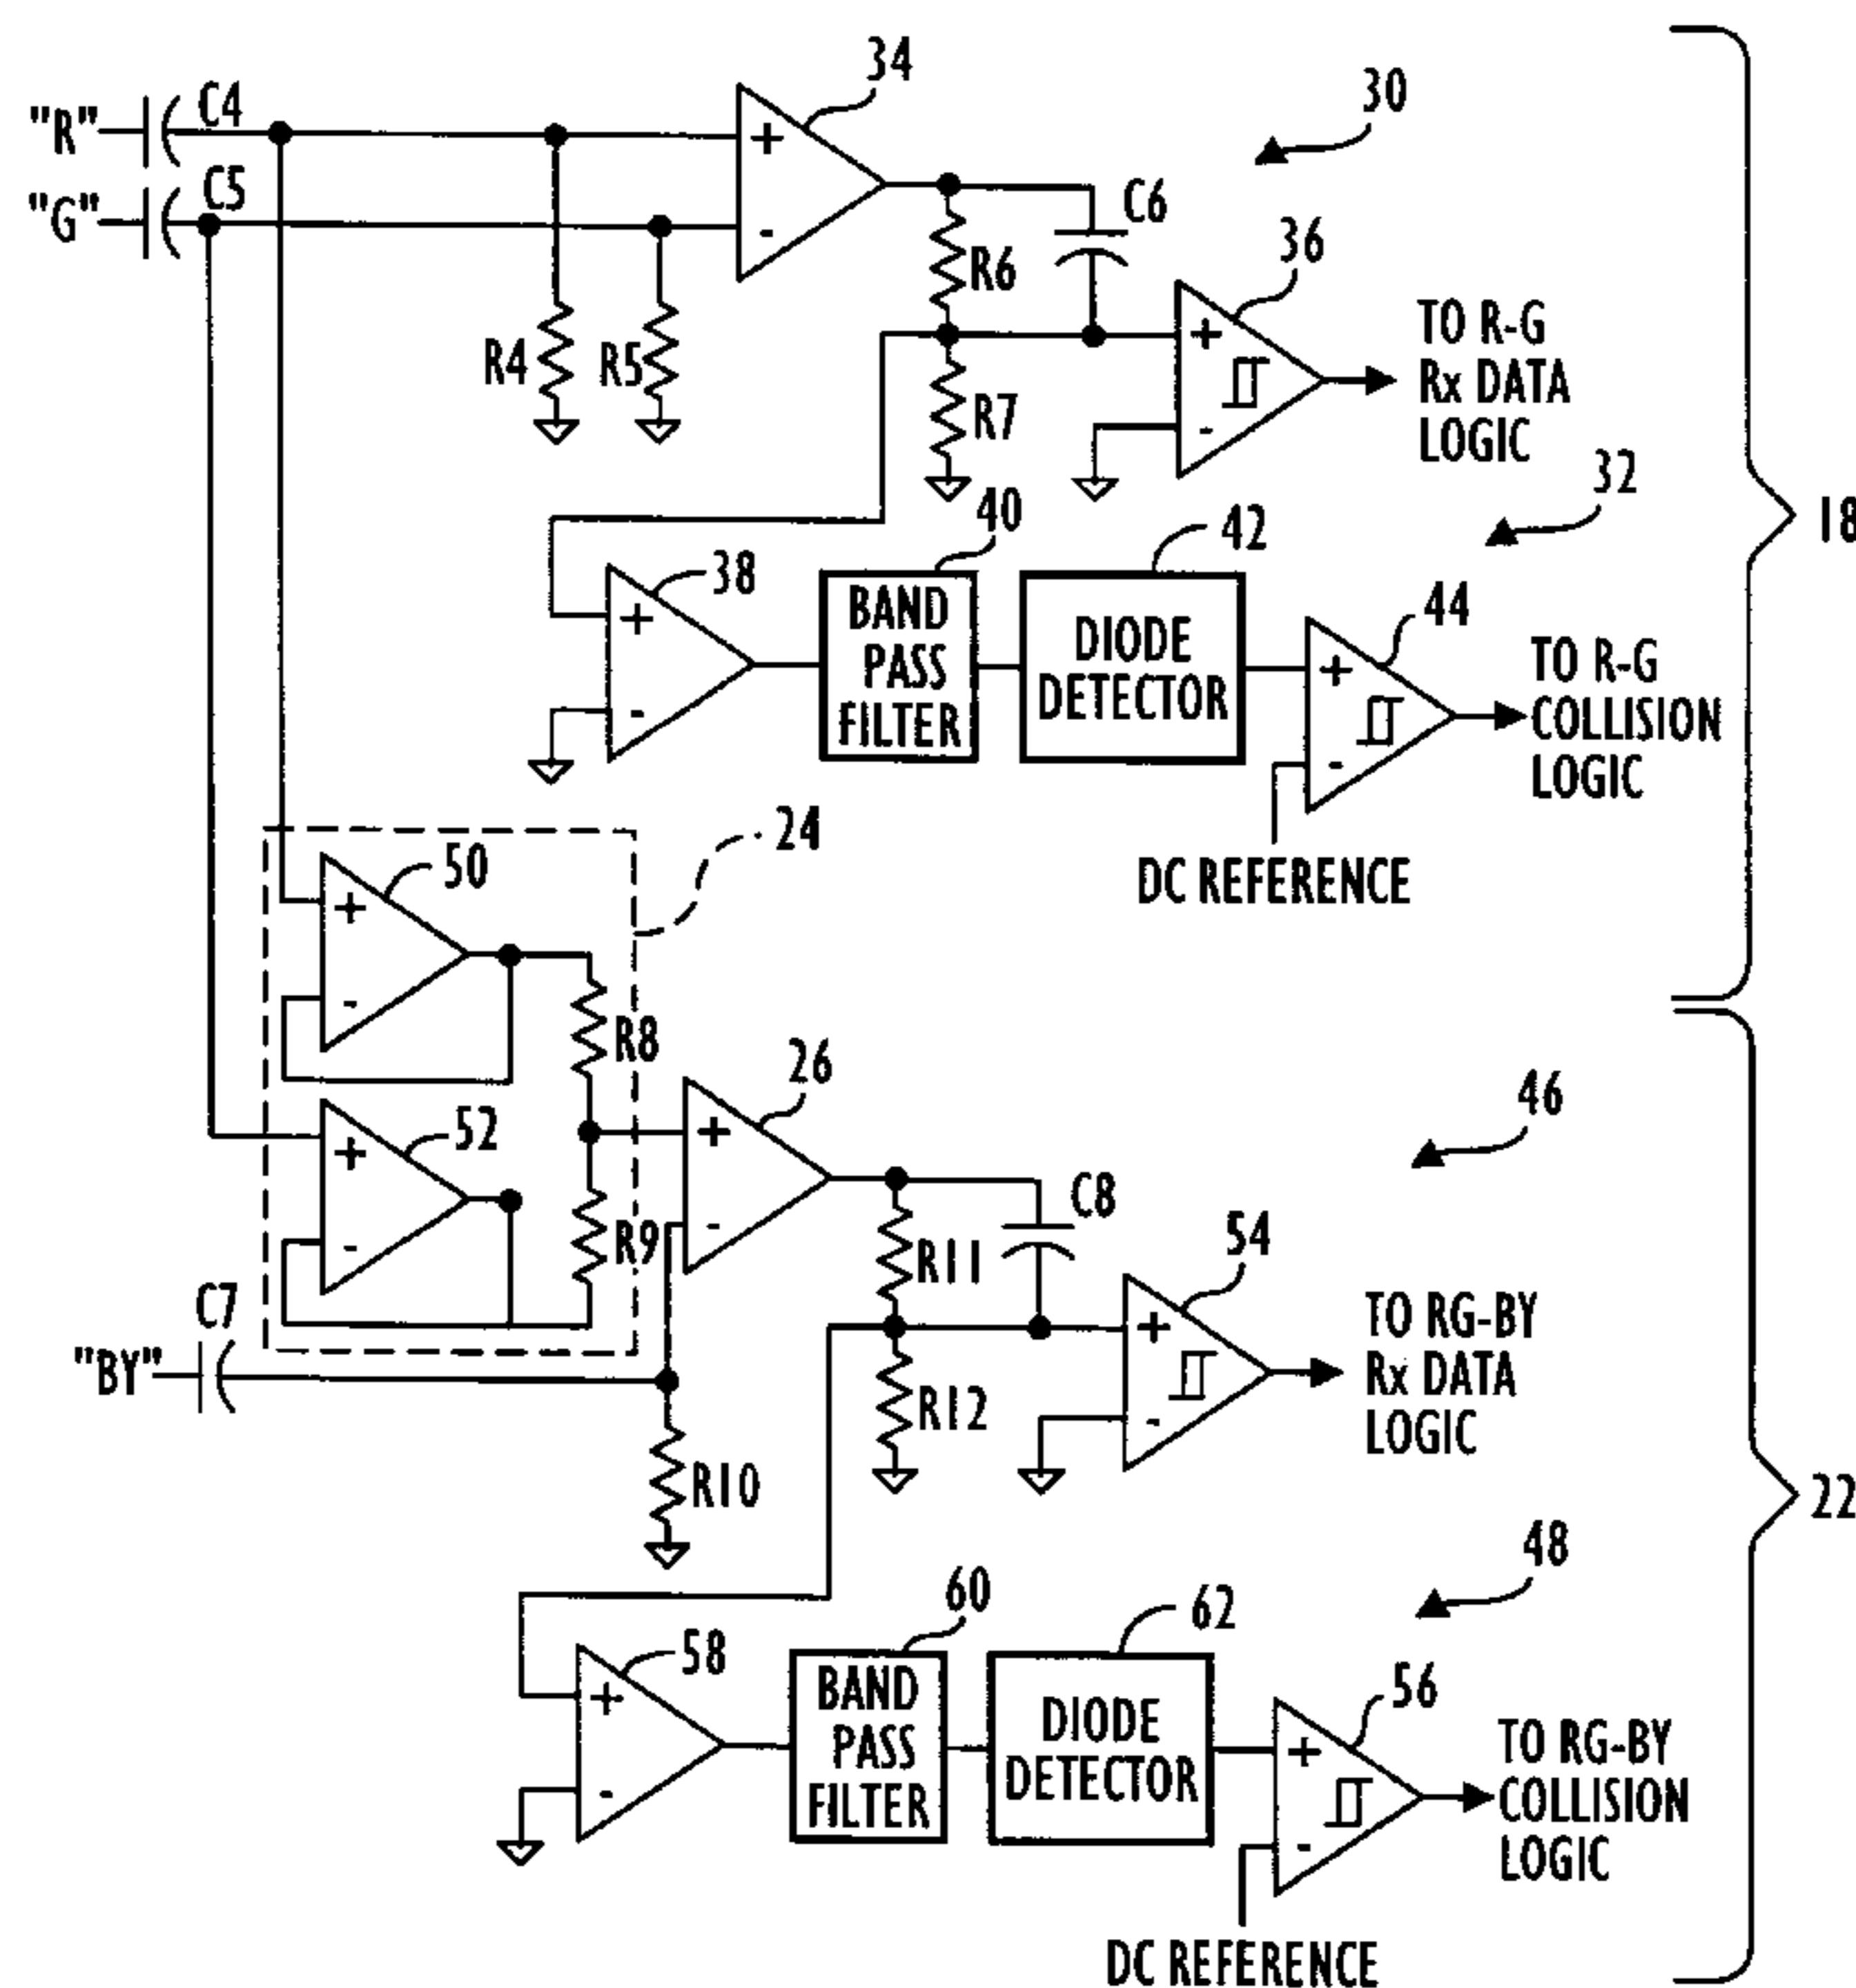 34
30
"R"
C4
+
"G"
C5
-
C6
36
R6
R4
R5
+
TO R-G
Rx DATA
LOGIC
R7
-
32
18
40
42
38
BAND
PASS
FILTER
DIODE
DETECTOR
44
+
-
+
-
TO R-G
COLLISION
LOGIC
DC REFERENCE
24
50
+
-
R8
26
46
52
+
-
+
-
R9
C8
54
R11
C7
"BY"
+
-
TO RG-BY
Rx DATA
LOGIC
R12
R10
22
48
60
62
58
BAND
PASS
FILTER
DIODE
DETECTOR
56
+
-
+
-
TO RG-BY
COLLISION
LOGIC
DC REFERENCE